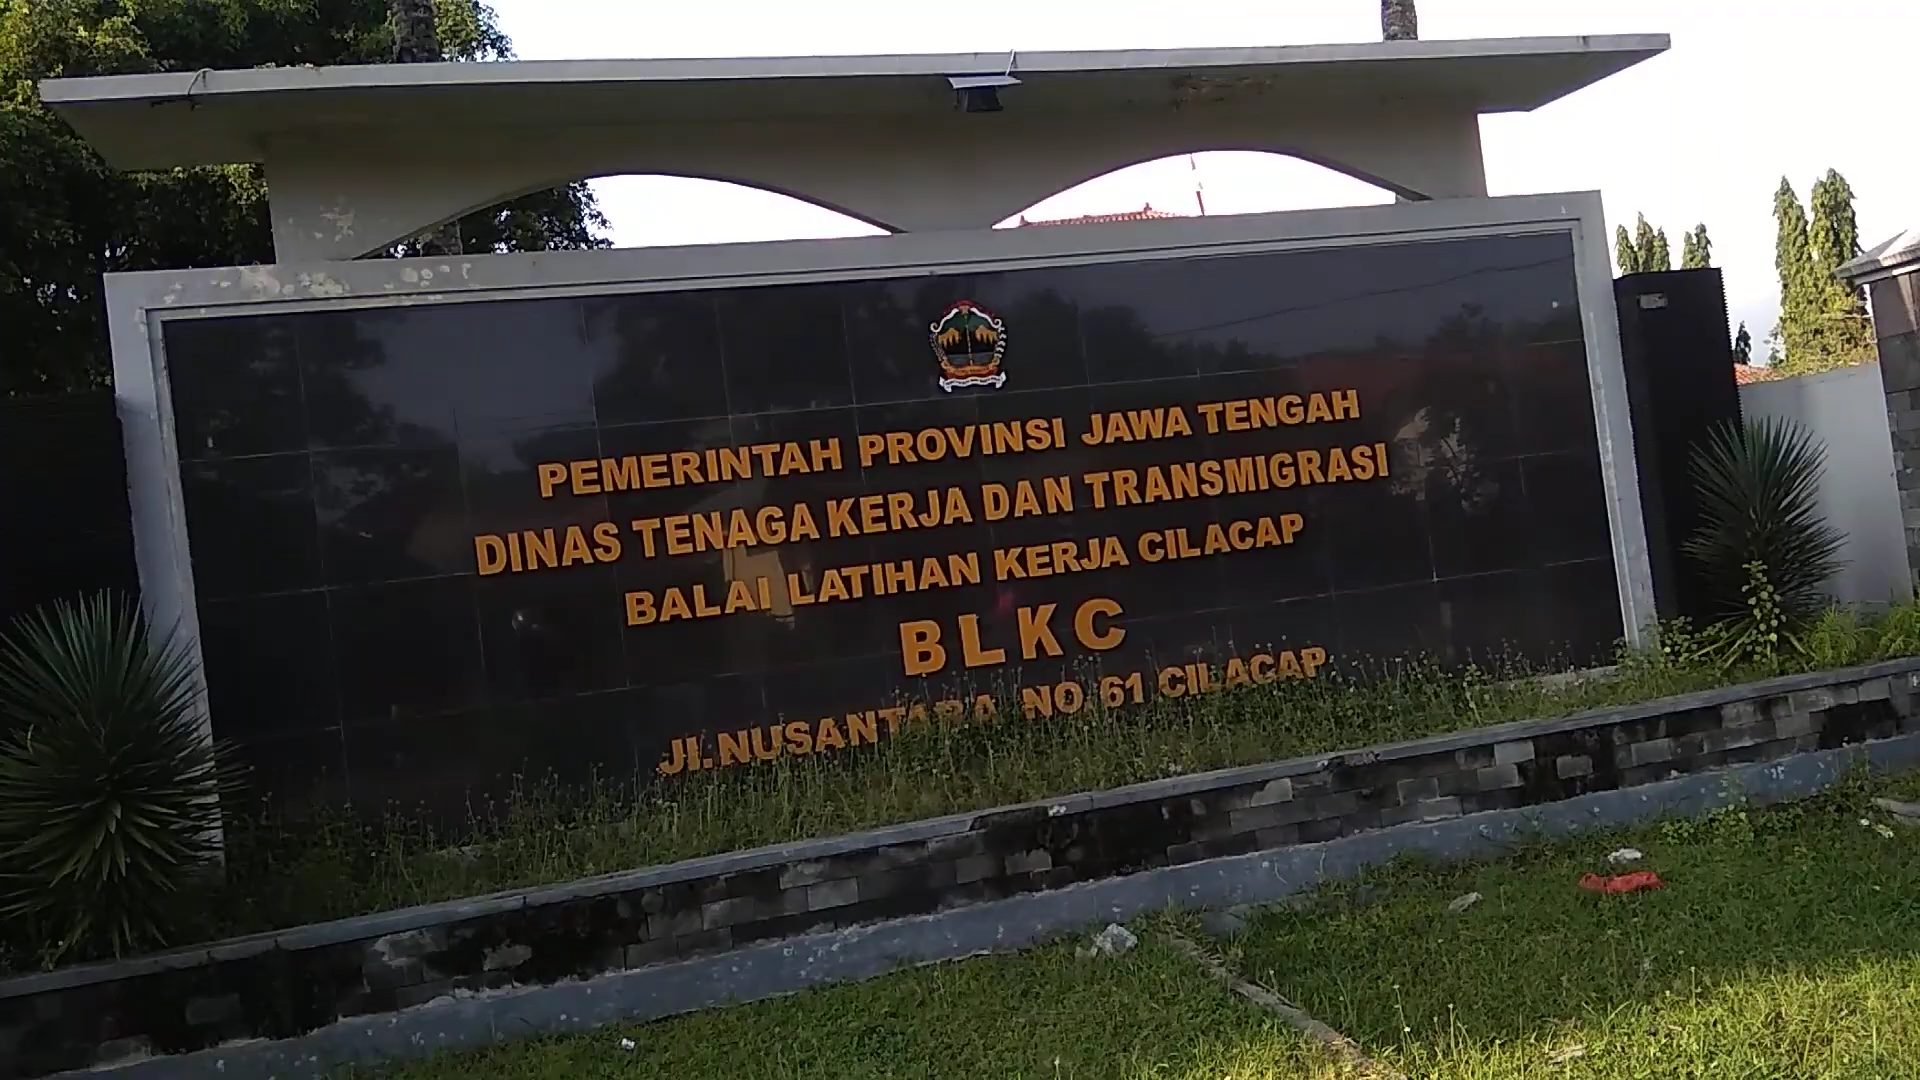 PEMERINTAH PROVINSI JAWA TENGAH
DINAS TENAGA KERJA DAN TRANSMIGRASI
BALAI LATIHAN KERJA CILACAP
BLKC
Jl. NUSANTARA NO 61 CILACAP